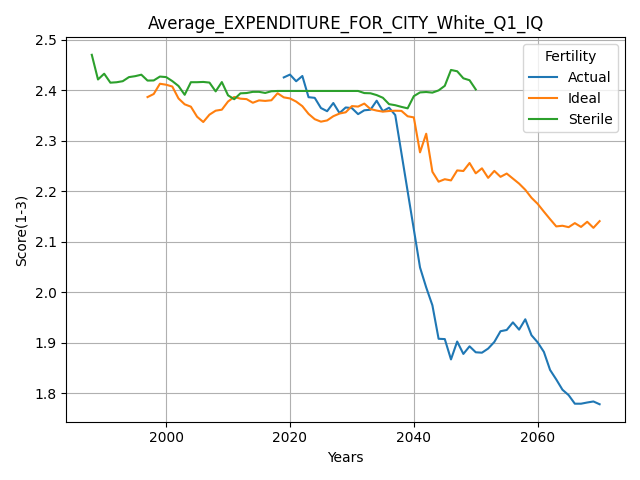 Average_EXPENDITURE_FOR_CITY_White_Q1_IQ
Fertility
Actual
Ideal
Sterile
Score(1-3)
2.5
2.4
2.3
2.2
2.1
2.0
1.9
1.8
2000
2020
2040
2060
Years